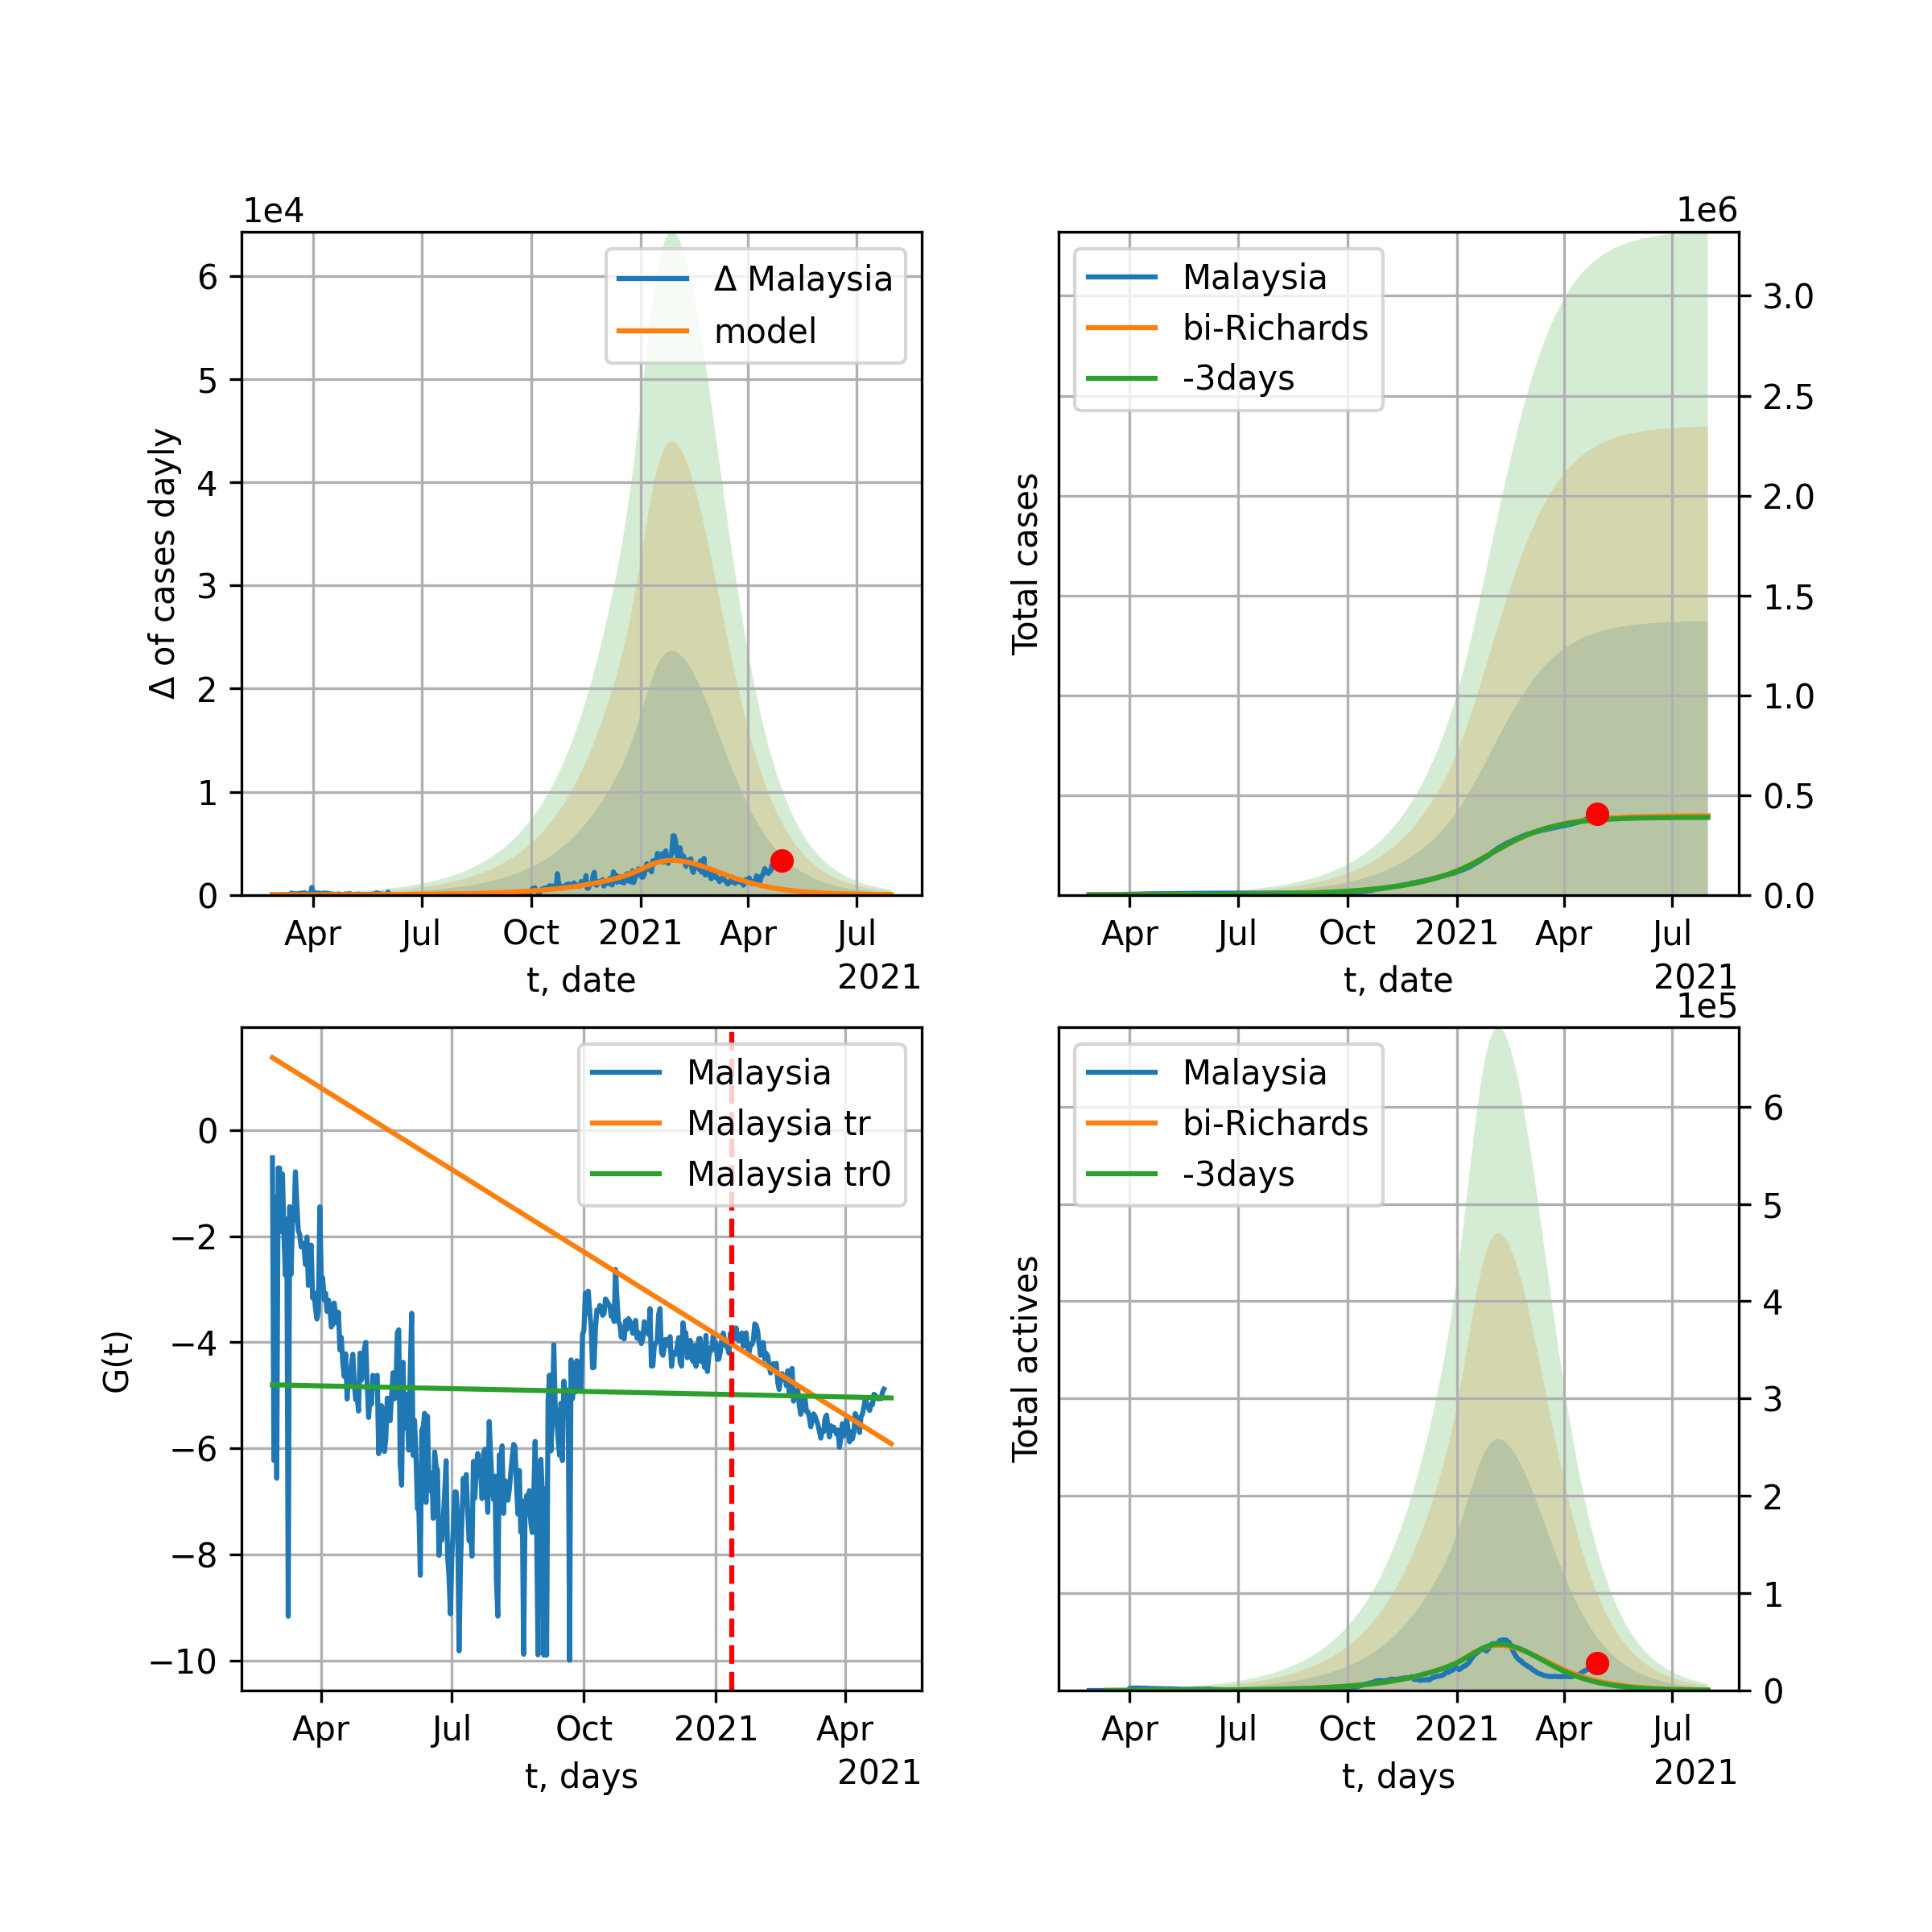 1e4
Δ Malaysia
model
6
5
4
3
2
1
0
Δ of cases dayly
Apr
Jul
Oct
2021
Apr
Jul
2021
t, date
1e6
Malaysia
bi-Richards
-3days
3.0
2.5
2.0
1.5
1.0
0.5
0.0
Total cases
Apr
Jul
Oct
2021
Apr
Jul
2021
t, date
Malaysia
Malaysia tr
Malaysia tr0
0
−2
−4
−6
−8
−10
G(t)
Apr
Jul
Oct
2021
Apr
2021
t, days
1e5
Malaysia
bi-Richards
-3days
6
5
4
3
2
1
0
Total actives
Apr
Jul
Oct
2021
Apr
Jul
2021
t, days